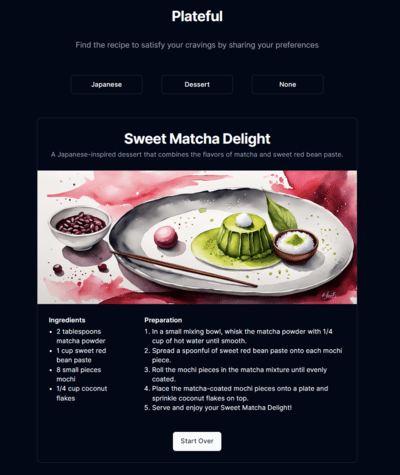 Plateful
Find the recipe to satisfy your cravings by sharing your preferences
Japanese
Dessert
None
Sweet Matcha Delight
A Japanese-inspired dessert that combines the flavors of matcha and sweet red bean paste.
Ingredients
• 2 tablespoons
matcha powder
• 1 cup sweet red
bean paste
• 8 small pieces
mochi
• 1/4 cup coconut
flakes
Preparation
1. In a small mixing bowl, whisk the matcha powder with 1/4
cup of hot water until smooth.
2. Spread a spoonful of sweet red bean paste onto each mochi
piece.
3. Roll the mochi pieces in the matcha mixture until evenly
coated.
4. Place the matcha-coated mochi pieces onto a plate and
sprinkle coconut flakes on top.
5. Serve and enjoy your Sweet Matcha Delight!
Start Over